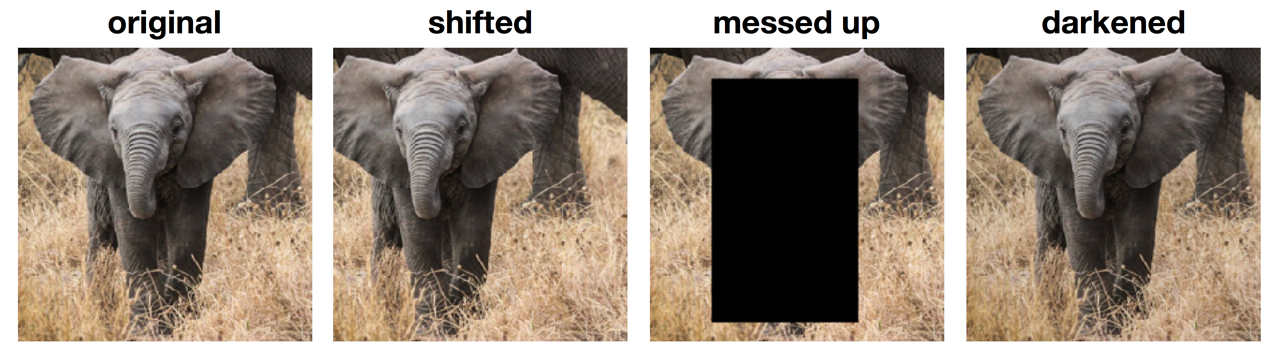 original
shifted
messed up
darkened